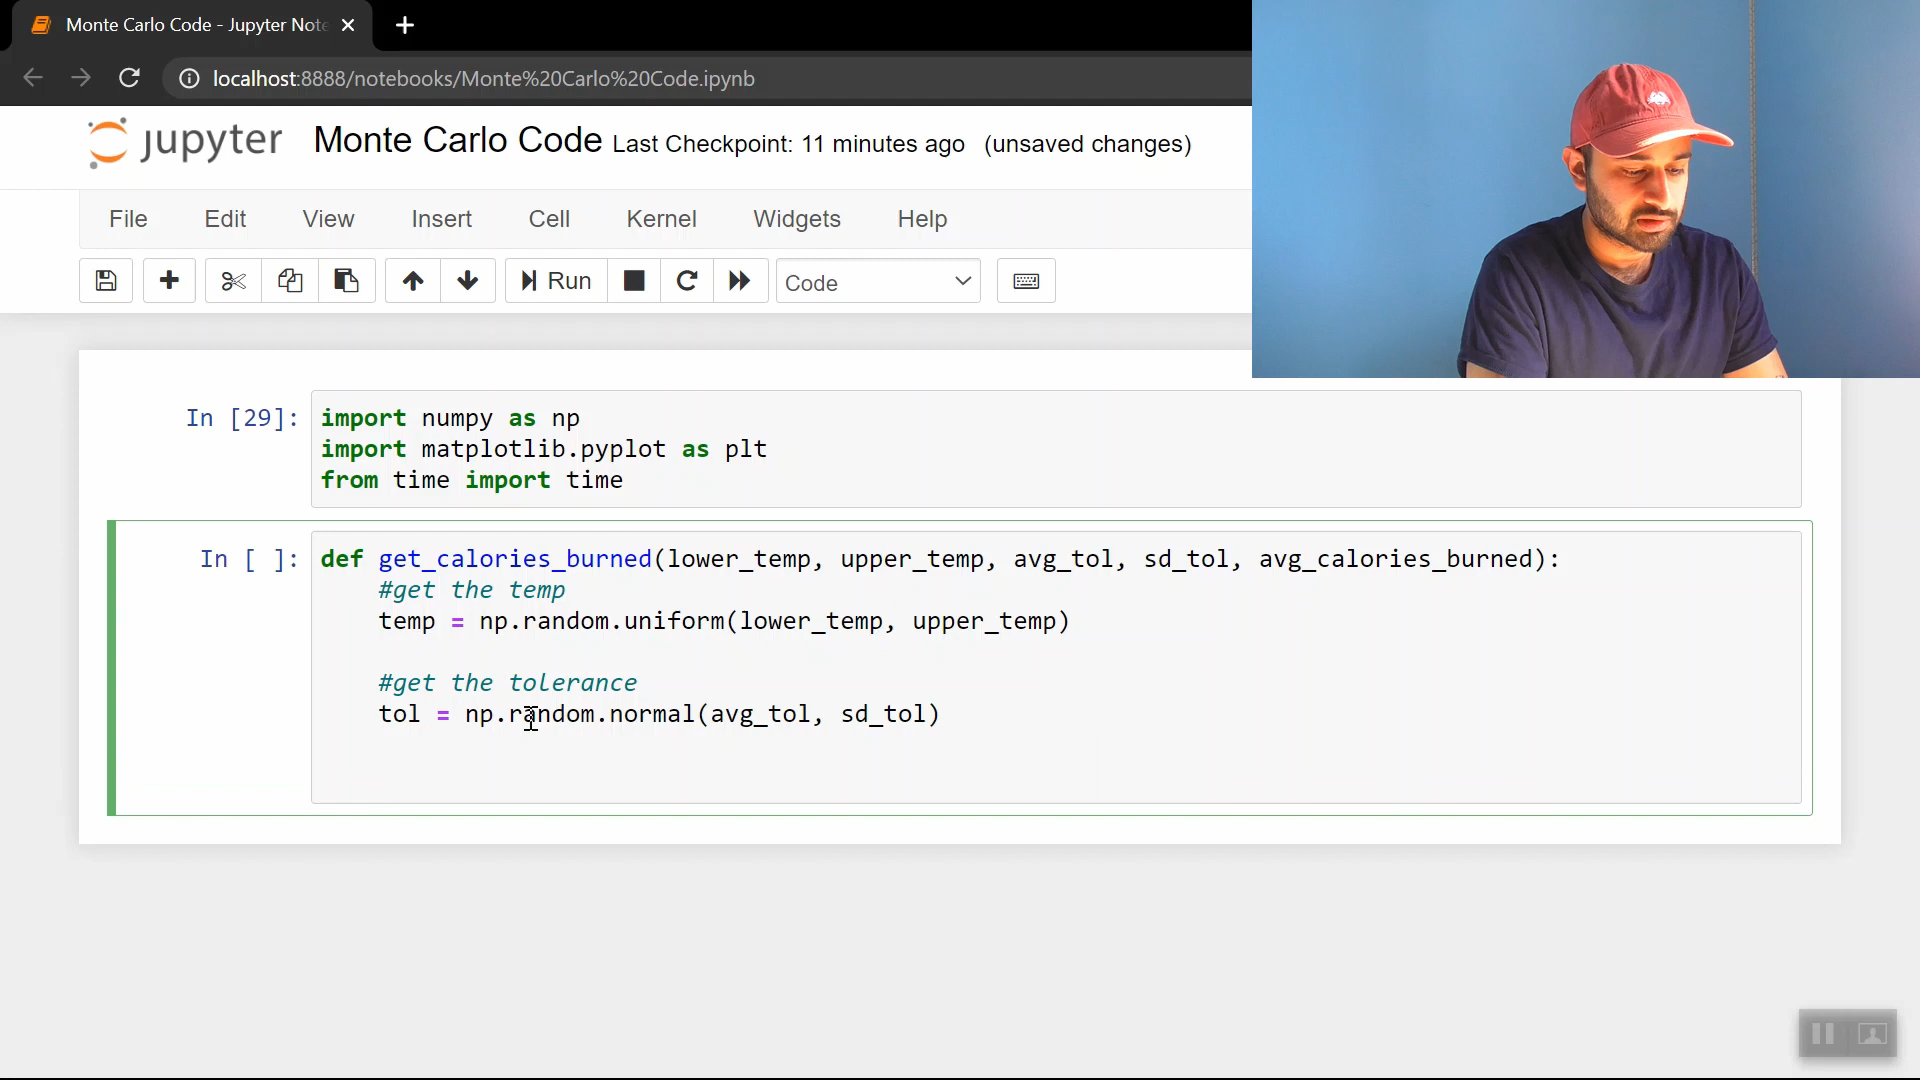 Monte Carlo Code - Jupyter Note
localhost:8888/notebooks/Monte%20Carlo%20Code.ipynb
jupyter Monte Carlo Code Last Checkpoint: 11 minutes ago (unsaved changes)
File Edit View Insert Cell Kernel Widgets Help
Run Code
In [29]: import numpy as np
import matplotlib.pyplot as plt
from time import time
In [ ]: def get_calories_burned(lower_temp, upper_temp, avg_tol, sd_tol, avg_calories_burned):
#get the temp
temp = np.random.uniform(lower_temp, upper_temp)
#get the tolerance
tol = np.random.normal(avg_tol, sd_tol)